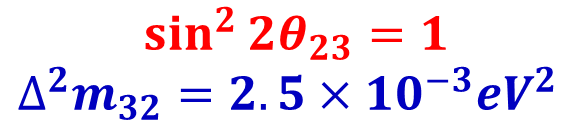 sin² 2θ₂₃ = 1
Δ²m₃₂ = 2.5 × 10⁻³eV²